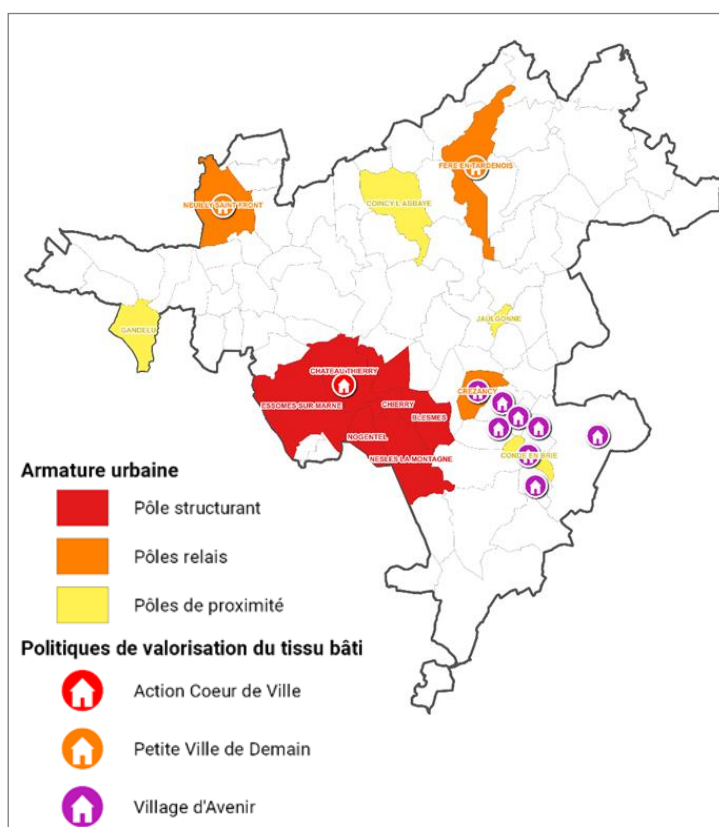 FÈRE EN TARDENOIS
NEUILLY SAINT FRONT
COINCY L'ABBAYE
GANDELU
JAULGONNE
CHATEAU-THIERRY
CREZANCY
ESSOMES SUR MARNE
CHIERRY
BLESMES
NOGENTEL
NESLES LA MONTAGNE
CONDE EN BRIE
Armature urbaine
Pôle structurant
Pôles relais
Pôles de proximité
Politiques de valorisation du tissu bâti
Action Coeur de Ville
Petite Ville de Demain
Village d'Avenir